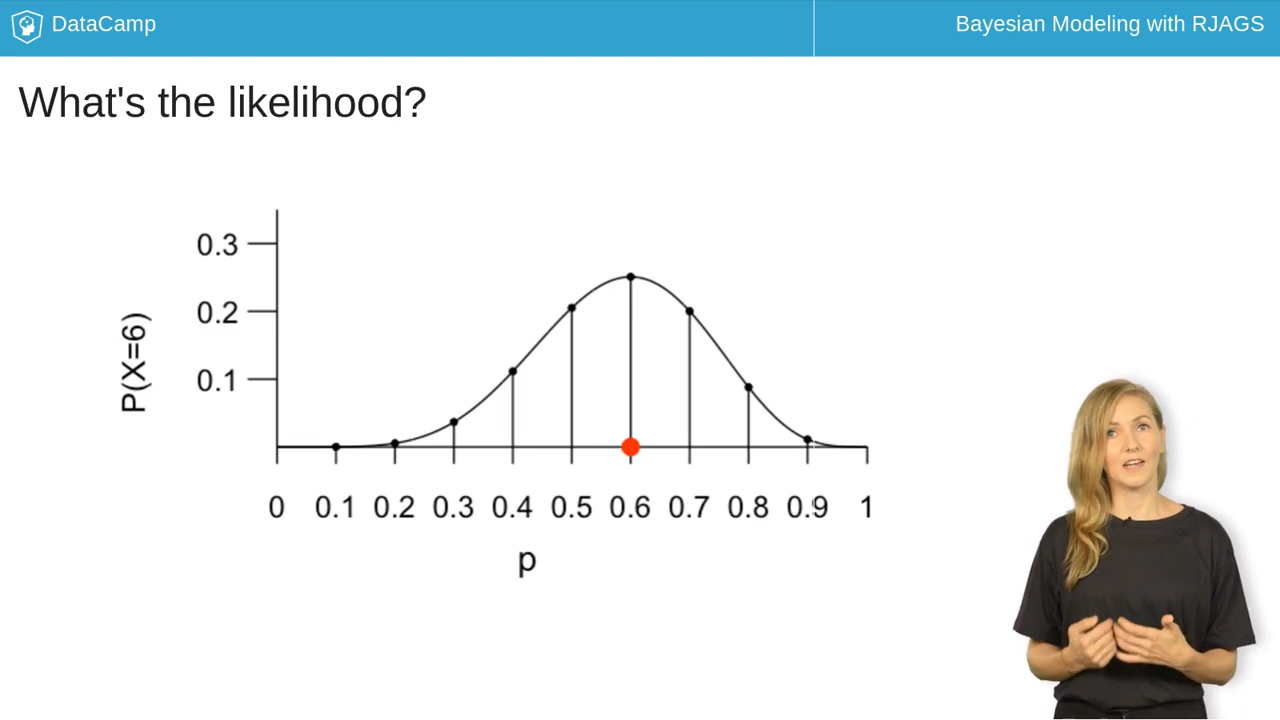 DataCamp
Bayesian Modeling with RJAGS
What's the likelihood?
P(X=6)
0.3
0.2
0.1
0 0.1 0.2 0.3 0.4 0.5 0.6 0.7 0.8 0.9 1
p